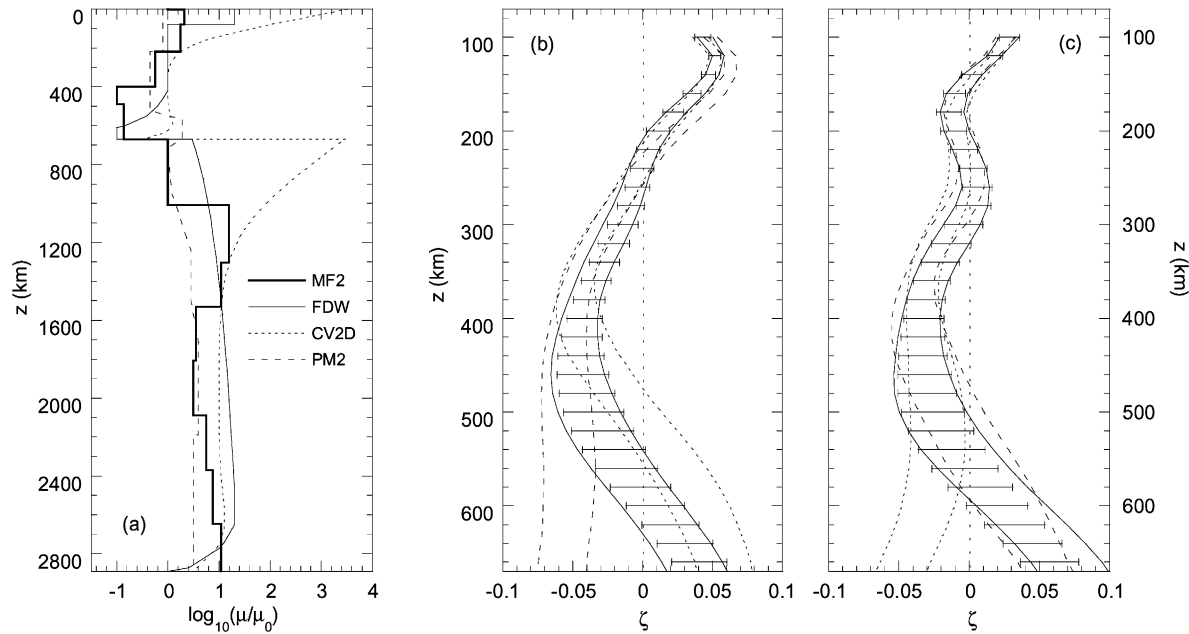 0
400
800
1200
1600
2000
2400
2800
z (km)
-1 0 1 2 3 4
log10(μ/μ0)
(a)
MF2
FDW
CV2D
PM2
(b)
100
200
300
400
500
600
z (km)
-0.1 -0.05 0 0.05 0.1
ζ
(c)
100
200
300
400
500
600
z (km)
-0.1 -0.05 0 0.05 0.1
ζ